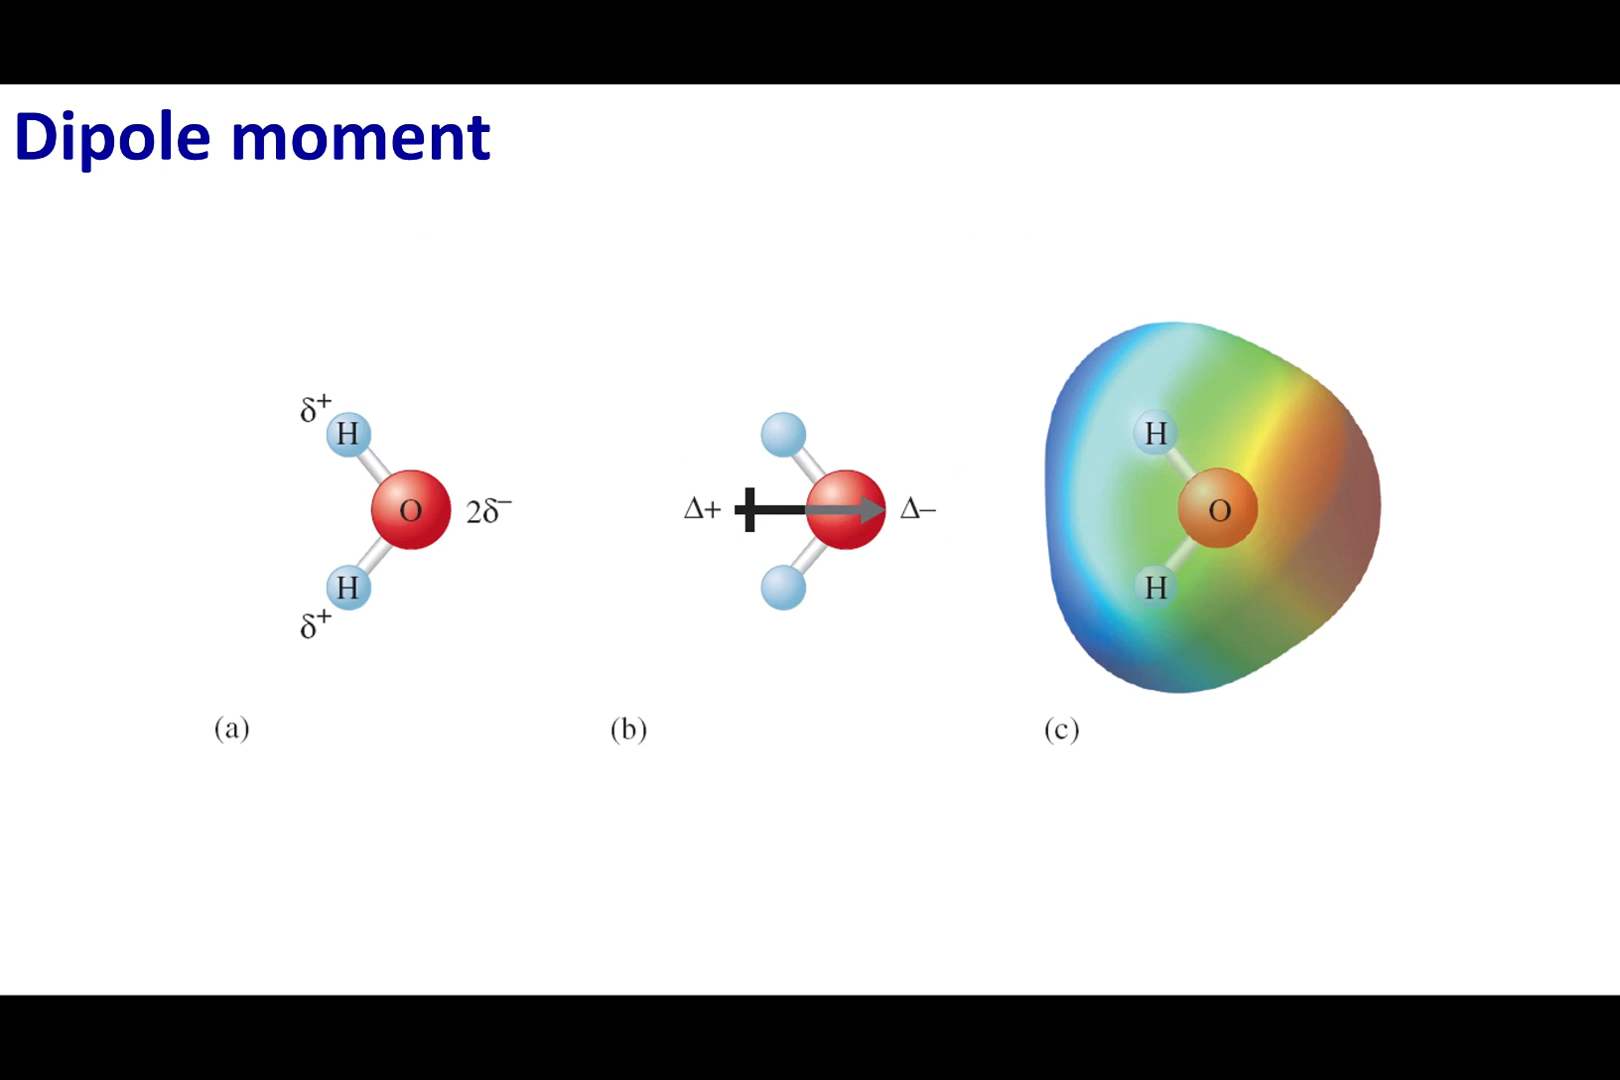 Dipole moment
δ⁺
H
O
2δ⁻
H
δ⁺
(a)
Δ+
Δ−
(b)
H
O
H
(c)